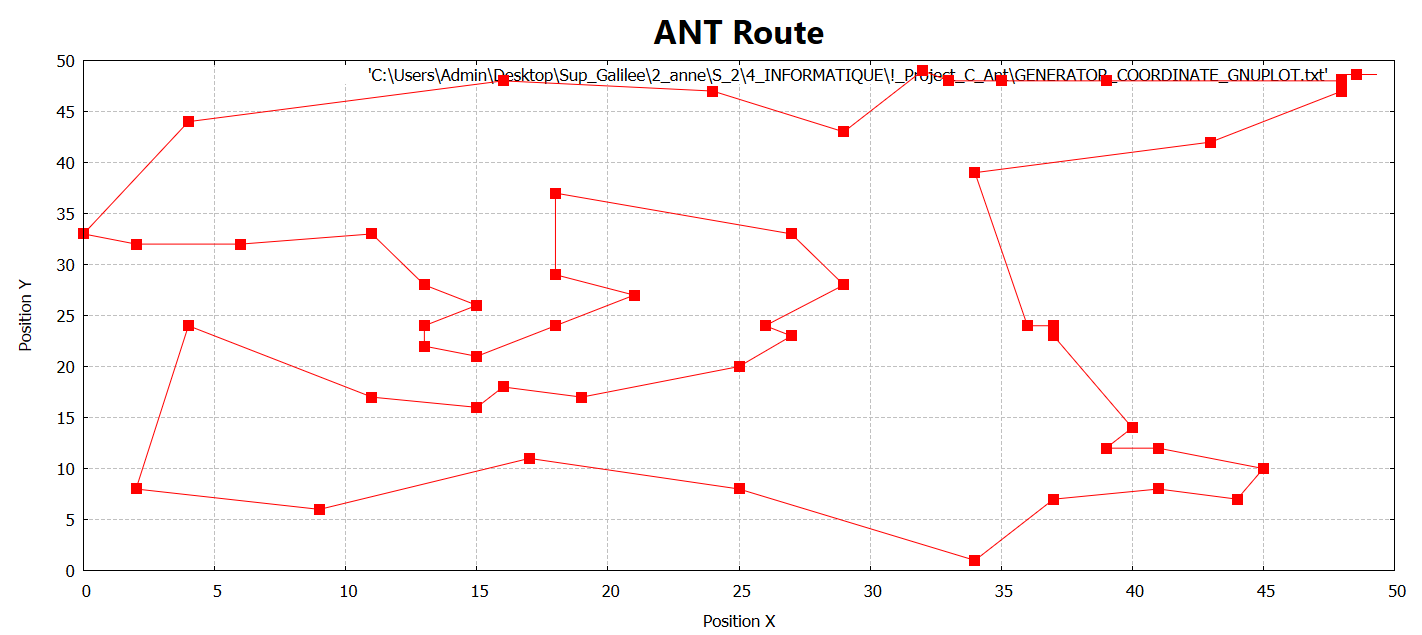 ANT Route
'C:\Users\Admin\Desktop\Sup_Galilee\2_anne\S_2\4_INFORMATIQUE\!_Project_C_Ant\GENERATOR_COORDINATE_GNUPLOT.txt'
50
45
40
35
30
25
20
15
10
5
0
Position Y
0 5 10 15 20 25 30 35 40 45 50
Position X